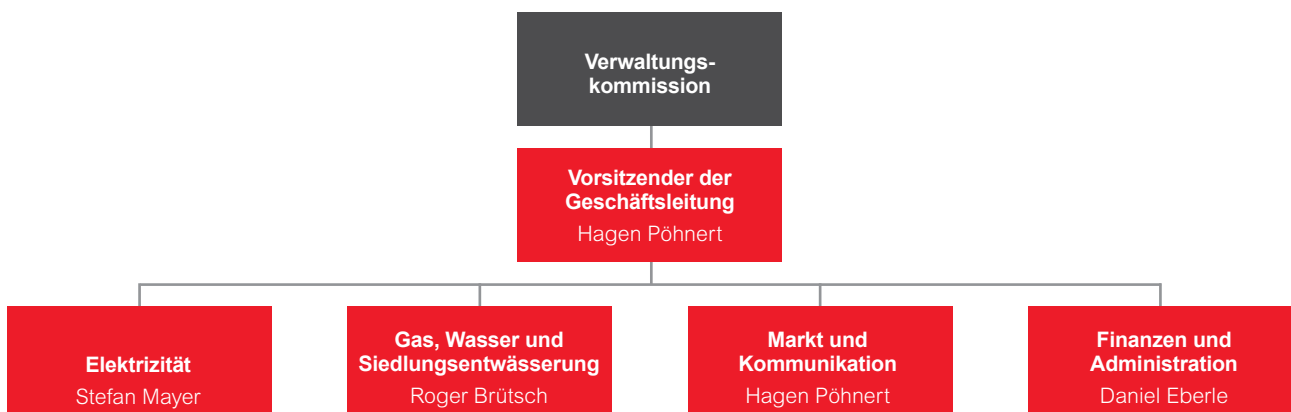 Verwaltungs-
kommission
Vorsitzender der
Geschäftsleitung
Hagen Pöhnert
Elektrizität
Stefan Mayer
Gas, Wasser und
Siedlungsentwässerung
Roger Brütsch
Markt und
Kommunikation
Hagen Pöhnert
Finanzen und
Administration
Daniel Eberle